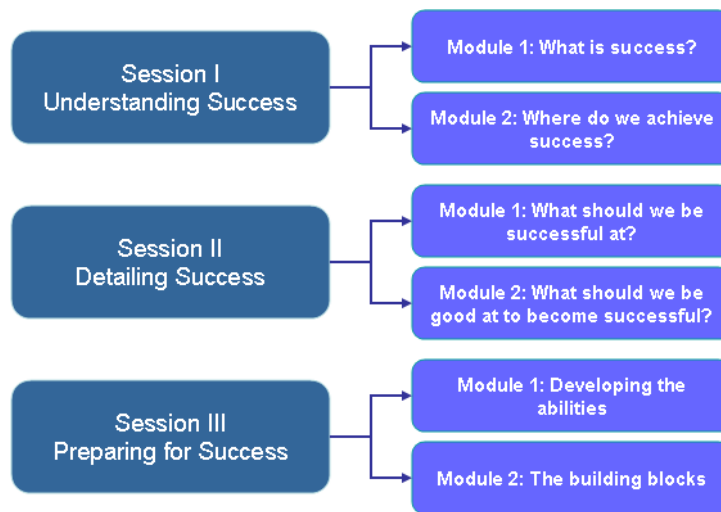 Session I
Understanding Success
Module 1: What is success?
Module 2: Where do we achieve
success?
Session II
Detailing Success
Module 1: What should we be
successful at?
Module 2: What should we be
good at to become successful?
Session III
Preparing for Success
Module 1: Developing the
abilities
Module 2: The building blocks